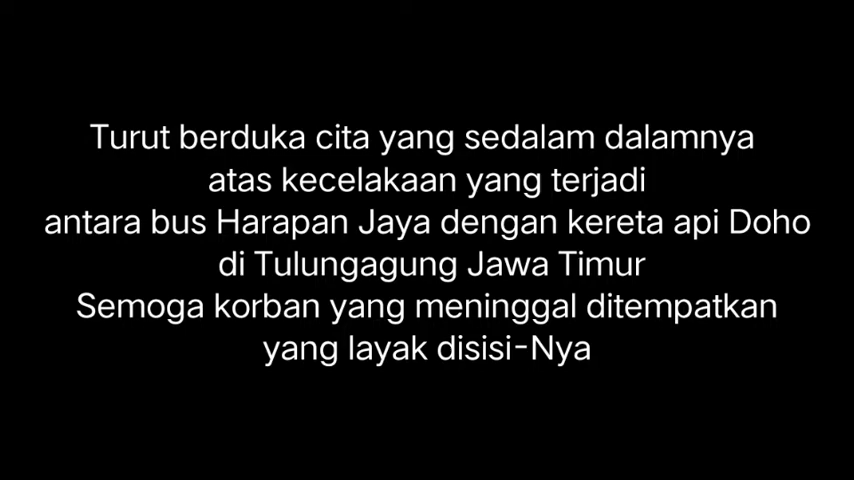 Turut berduka cita yang sedalam dalamnya
atas kecelakaan yang terjadi
antara bus Harapan Jaya dengan kereta api Doho
di Tulungagung Jawa Timur
Semoga korban yang meninggal ditempatkan
yang layak disisi-Nya